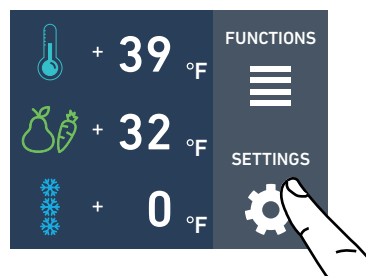 + 39 °F
FUNCTIONS
+ 32 °F
SETTINGS
+ 0 °F